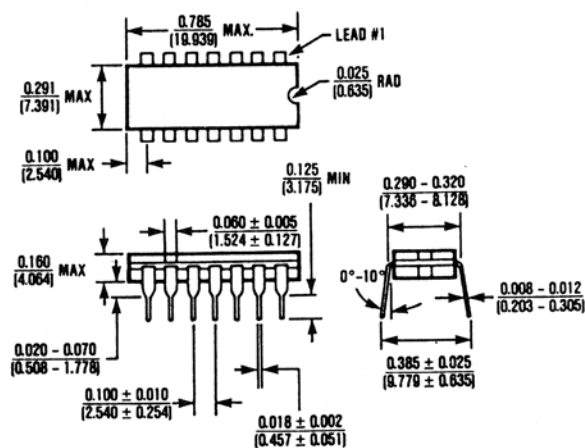 0.785
(19.939) MAX.
LEAD #1
0.291
(7.391) MAX
0.025
(0.635) RAD
0.100
(2.540) MAX
0.125
(3.175) MIN
0.290 – 0.320
(7.336 – 8.128)
0.060 ± 0.005
(1.524 ± 0.127)
0.160
(4.064) MAX
0°–10°
0.008 – 0.012
(0.203 – 0.305)
0.020 – 0.070
(0.508 – 1.778)
0.385 ± 0.025
(9.779 ± 0.635)
0.100 ± 0.010
(2.540 ± 0.254)
0.018 ± 0.002
(0.457 ± 0.051)